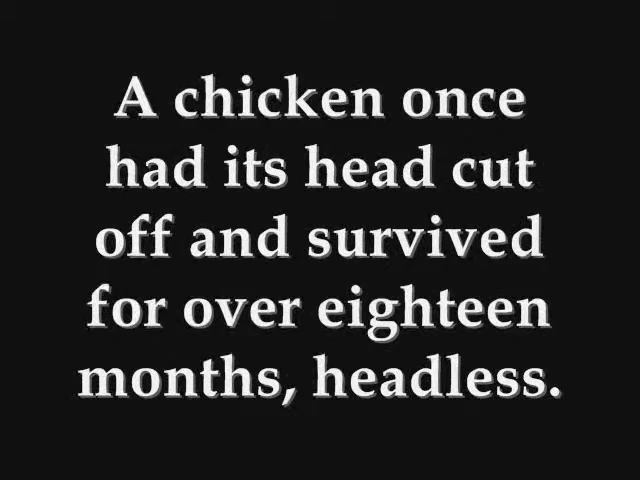 A chicken once
had its head cut
off and survived
for over eighteen
months, headless.